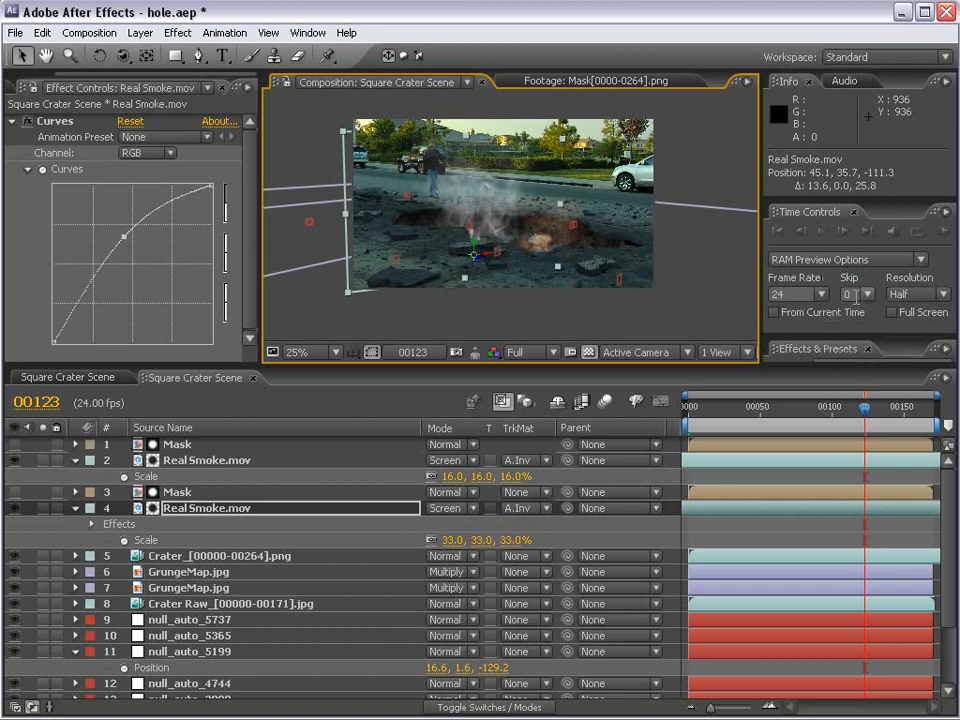 Adobe After Effects - hole.aep *
File Edit Composition Layer Effect Animation View Window Help
Workspace: Standard
Effect Controls: Real Smoke.mov
Composition: Square Crater Scene
Footage: Mask[0000-0264].png
Info Audio
Square Crater Scene * Real Smoke.mov
Curves Reset About...
Animation Preset None
Channel: RGB
Curves
R :
G :
B :
A : 0
X : 936
Y : 936
Real Smoke.mov
Position: 45.1, 35.7, -111.3
Δ: 13.6, 0.0, 25.8
Time Controls
RAM Preview Options
Frame Rate Skip Resolution
24 0 Half
From Current Time Full Screen
Effects & Presets
25% 00123 Full Active Camera 1 View
Square Crater Scene Square Crater Scene
00123 (24.00 fps)
0000 00050 00100 00150
# Source Name Mode T TrkMat Parent
1 Mask Normal None
2 Real Smoke.mov Screen A.Inv None
Scale 16.0, 16.0, 16.0%
3 Mask Normal None None
4 Real Smoke.mov Screen A.Inv None
Effects
Scale 33.0, 33.0, 33.0%
5 Crater_[00000-00264].png Normal None None
6 GrungeMap.jpg Multiply None None
7 GrungeMap.jpg Multiply None None
8 Crater Raw_[00000-00171].jpg Normal None None
9 null_auto_5737 Normal None None
10 null_auto_5365 Normal None None
11 null_auto_5199 Normal None None
Position 16.6, 1.6, -129.2
12 null_auto_4744 Normal None None
Toggle Switches / Modes